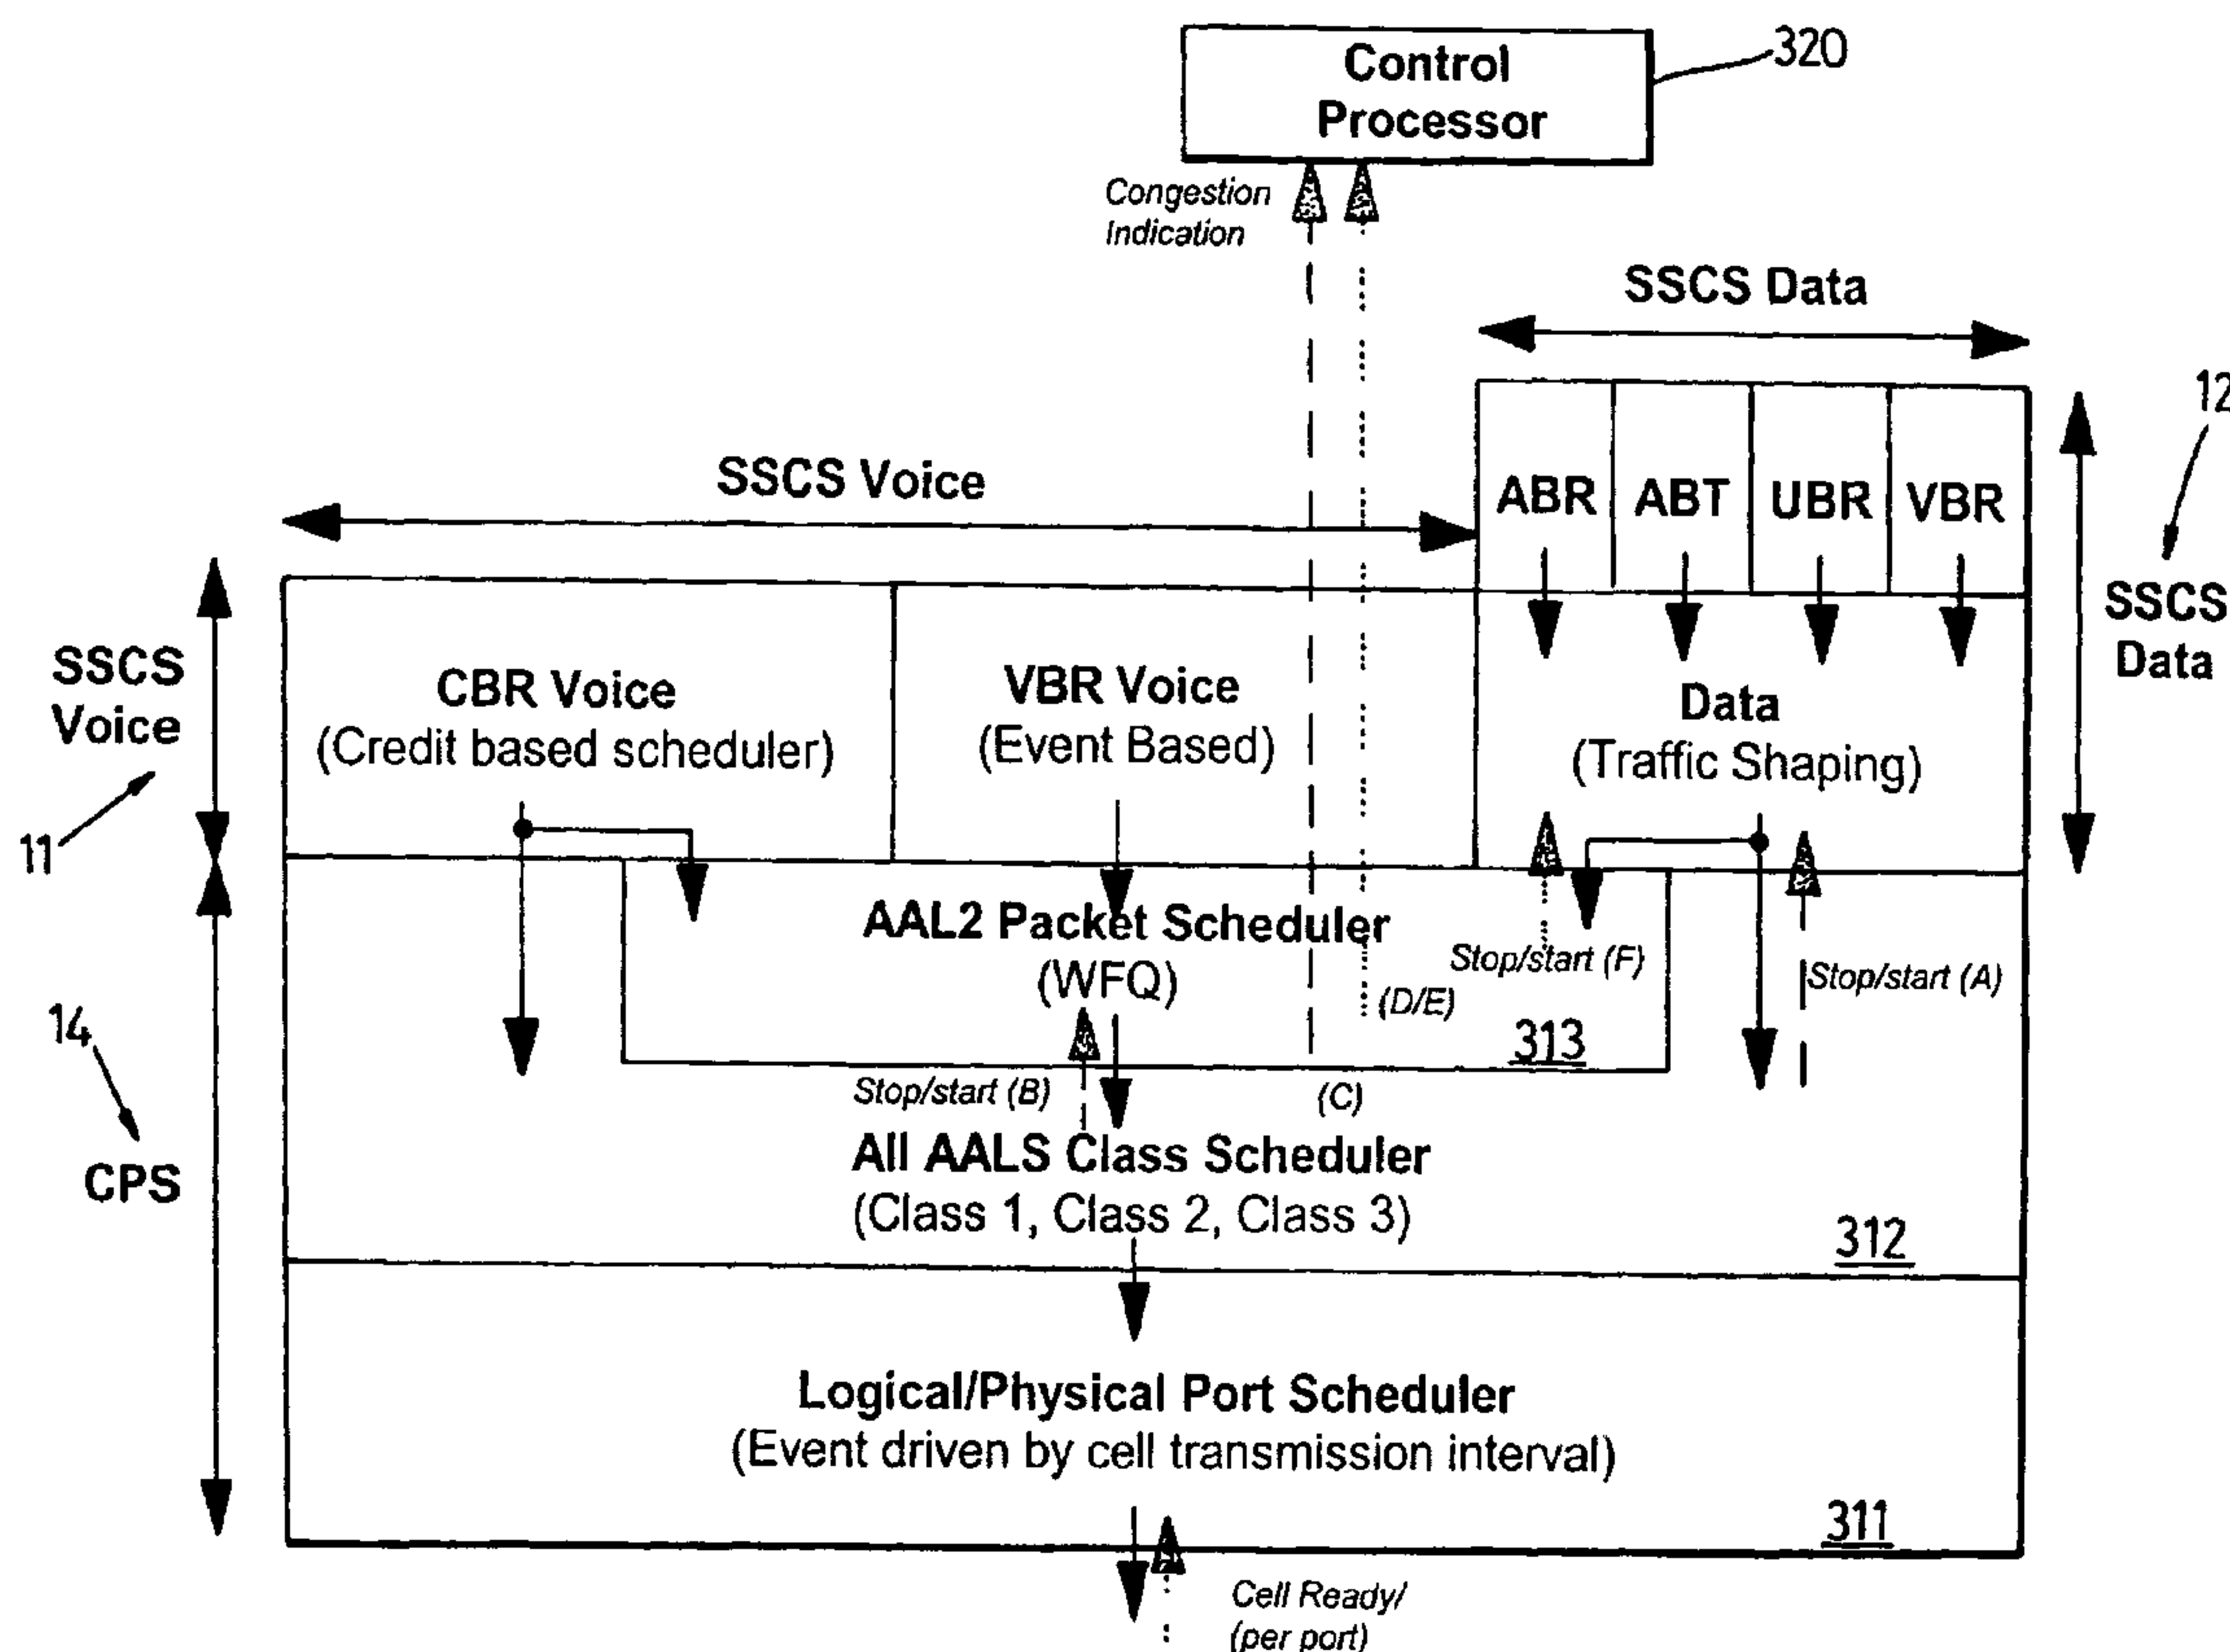 Control
Processor
320
Congestion
Indication
SSCS Data
12
SSCS Voice
ABR
ABT
UBR
VBR
SSCS
Data
SSCS
Voice
11
CBR Voice
(Credit based scheduler)
VBR Voice
(Event Based)
Data
(Traffic Shaping)
AAL2 Packet Scheduler
(WFQ)
Stop/start (F)
Stop/start (A)
(D/E)
313
14
CPS
Stop/start (B)
(C)
All AALS Class Scheduler
(Class 1, Class 2, Class 3)
312
Logical/Physical Port Scheduler
(Event driven by cell transmission interval)
311
Cell Ready/
(per port)